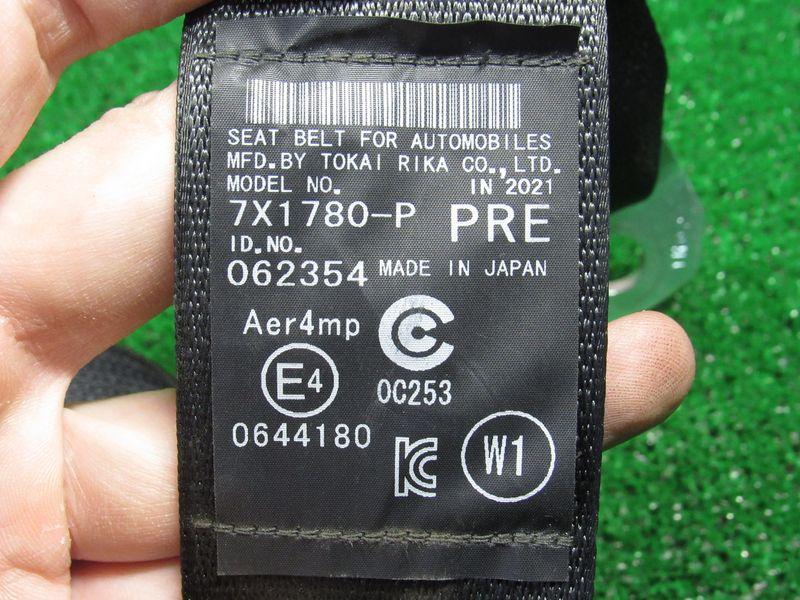 SEAT BELT FOR AUTOMOBILES
MFD.BY TOKAI RIKA CO.,LTD.
MODEL NO. IN 2021
7X1780-P PRE
ID.NO.
062354 MADE IN JAPAN
Aer4mp
E4
0C253
0644180
W1